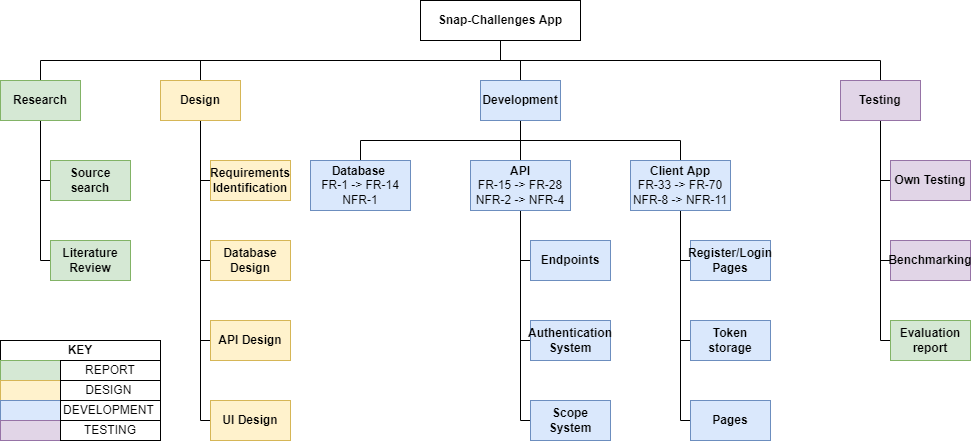 Snap-Challenges App
Research
Design
Development
Testing
Source
search
Literature
Review
Requirements
Identification
Database
Design
API Design
UI Design
Database
FR-1 -> FR-14
NFR-1
API
FR-15 -> FR-28
NFR-2 -> NFR-4
Client App
FR-33 -> FR-70
NFR-8 -> NFR-11
Endpoints
Authentication
System
Scope
System
Register/Login
Pages
Token
storage
Pages
Own Testing
Benchmarking
Evaluation
report
KEY
REPORT
DESIGN
DEVELOPMENT
TESTING